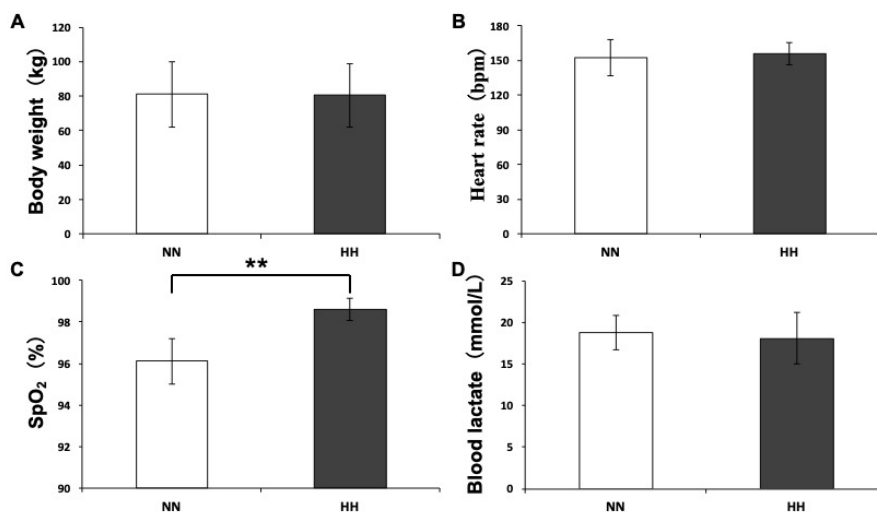 A
Body weight（kg）
120
100
80
60
40
20
0
NN
HH
B
Heart rate（bpm）
180
150
120
90
60
30
0
NN
HH
C
**
SpO₂（%）
100
98
96
94
92
90
NN
HH
D
Blood lactate（mmol/L）
25
20
15
10
5
0
NN
HH